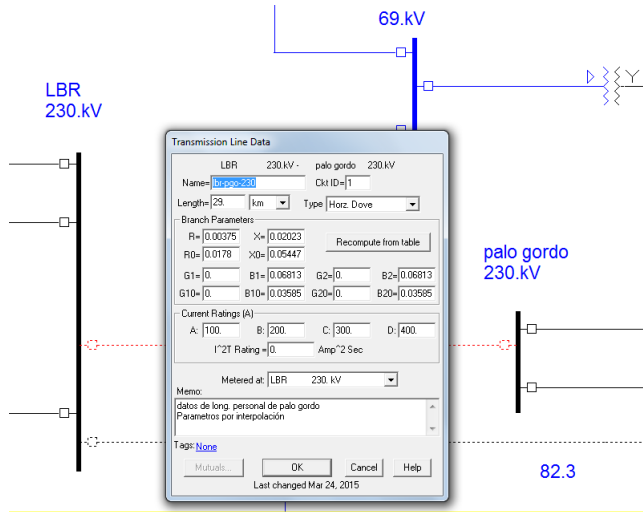 69.kV
LBR
230.kV
Transmission Line Data
LBR 230.kV - palo gordo 230.kV
Name= lbr-pgo-230 Ckt ID= 1
Length= 29. km Type Horz. Dove
Branch Parameters
R= 0.00375 X= 0.02023 Recompute from table
R0= 0.0178 X0= 0.05447
G1= 0. B1= 0.06813 G2= 0. B2= 0.06813
G10= 0. B10= 0.03585 G20= 0. B20= 0.03585
Current Ratings (A)
A: 100. B: 200. C: 300. D: 400.
I^2T Rating = 0. Amp^2 Sec
Metered at: LBR 230. kV
Memo:
datos de long. personal de palo gordo
Parametros por interpolación
Tags: None
Mutuals... OK Cancel Help
Last changed Mar 24, 2015
palo gordo
230.kV
82.3